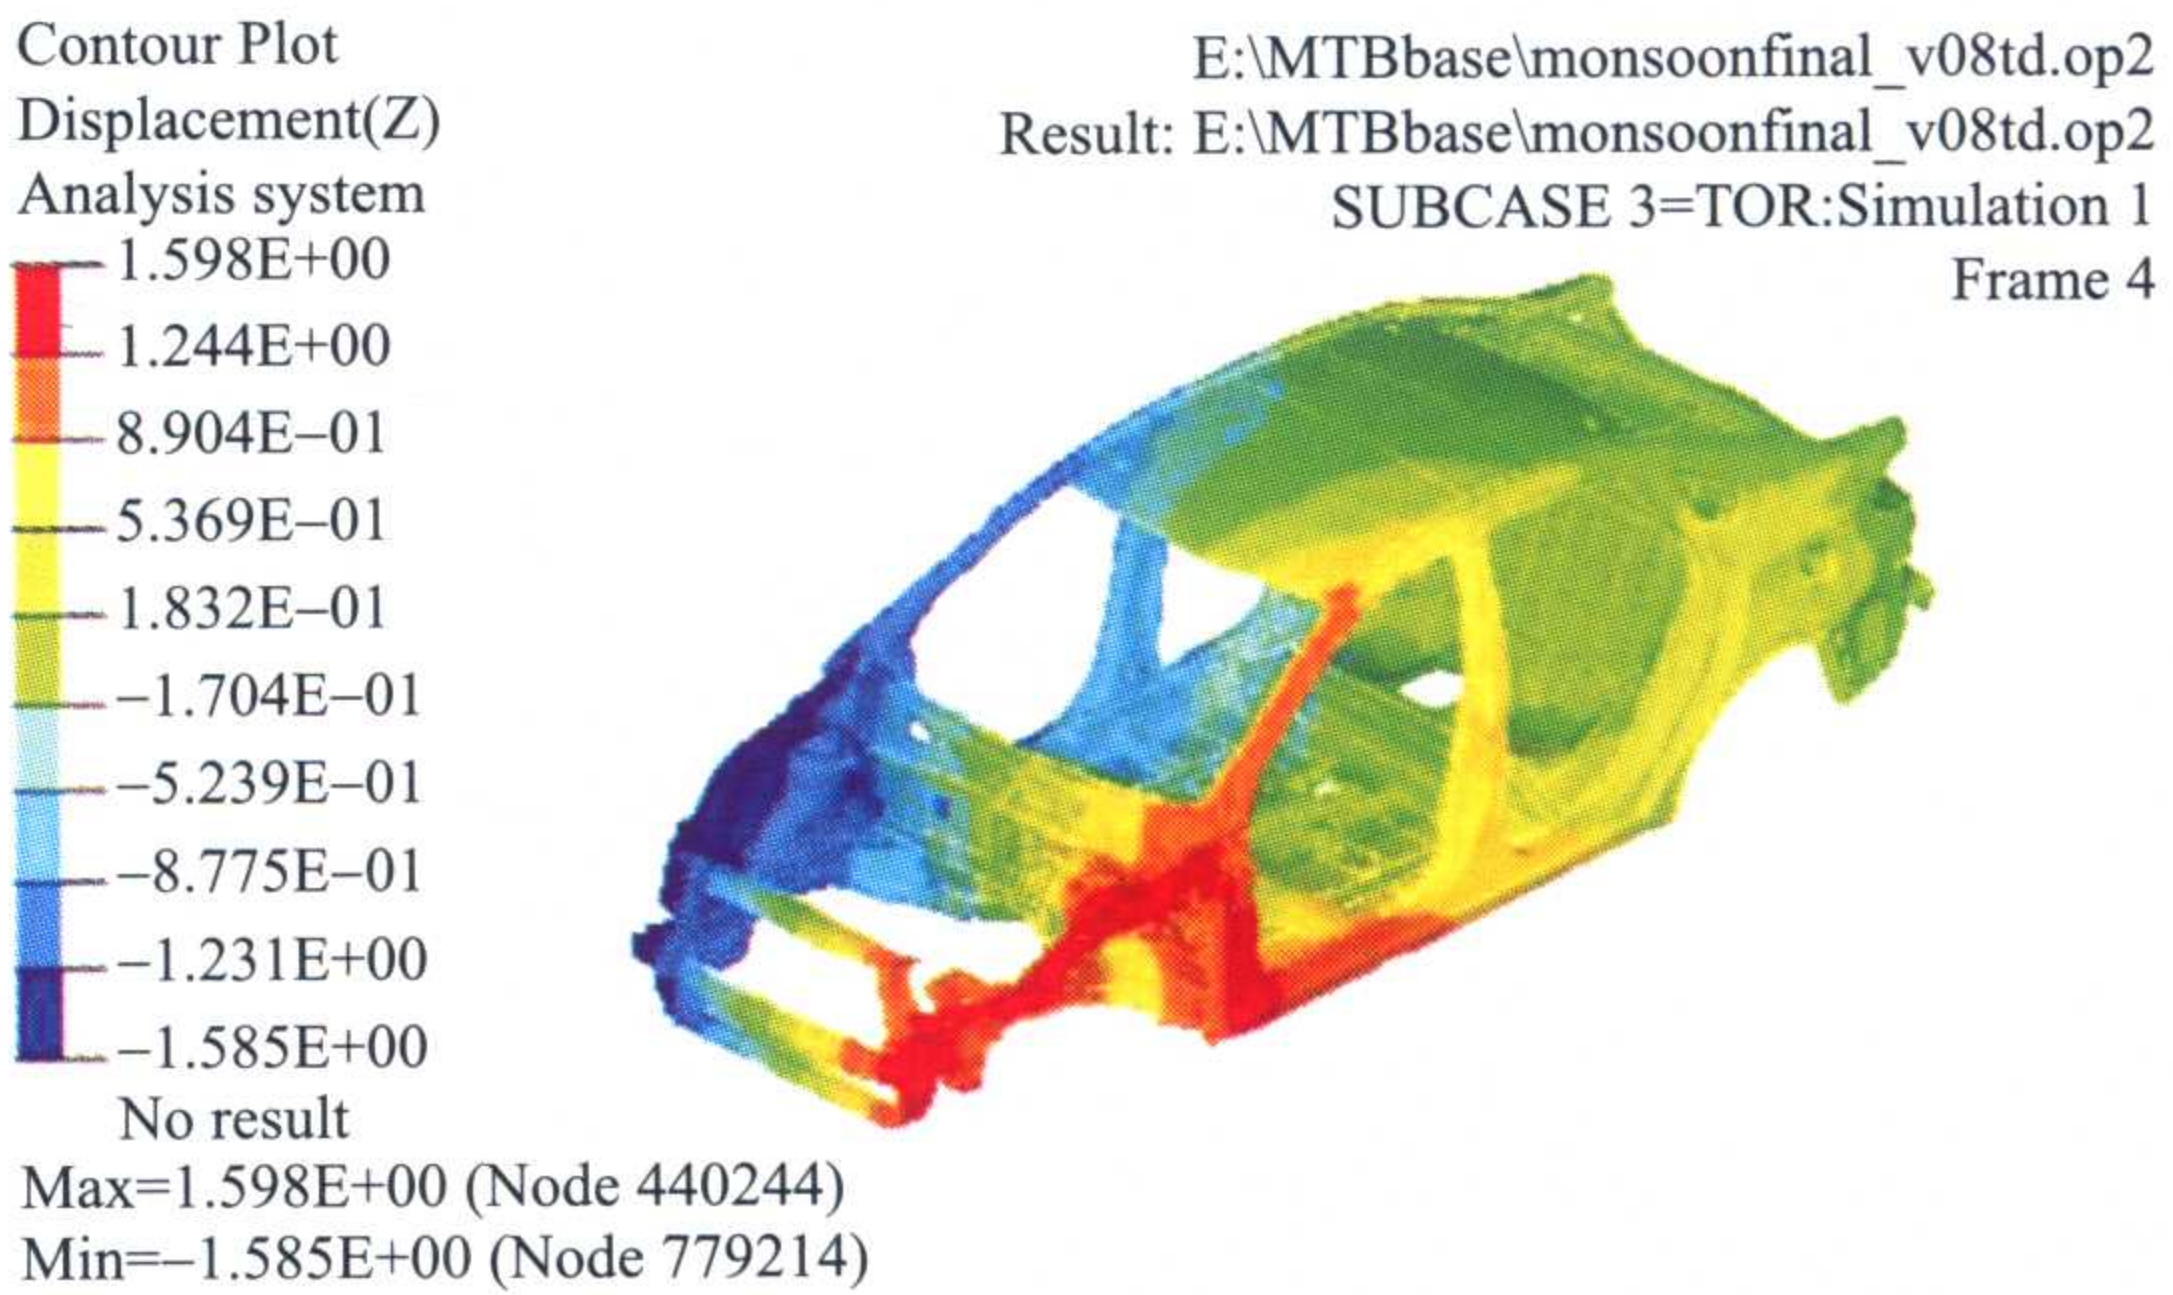 Contour Plot
Displacement(Z)
Analysis system
1.598E+00
1.244E+00
8.904E–01
5.369E–01
1.832E–01
–1.704E–01
–5.239E–01
–8.775E–01
–1.231E+00
–1.585E+00
No result
Max=1.598E+00 (Node 440244)
Min=–1.585E+00 (Node 779214)
E:\MTBbase\monsoonfinal_v08td.op2
Result: E:\MTBbase\monsoonfinal_v08td.op2
SUBCASE 3=TOR:Simulation 1
Frame 4